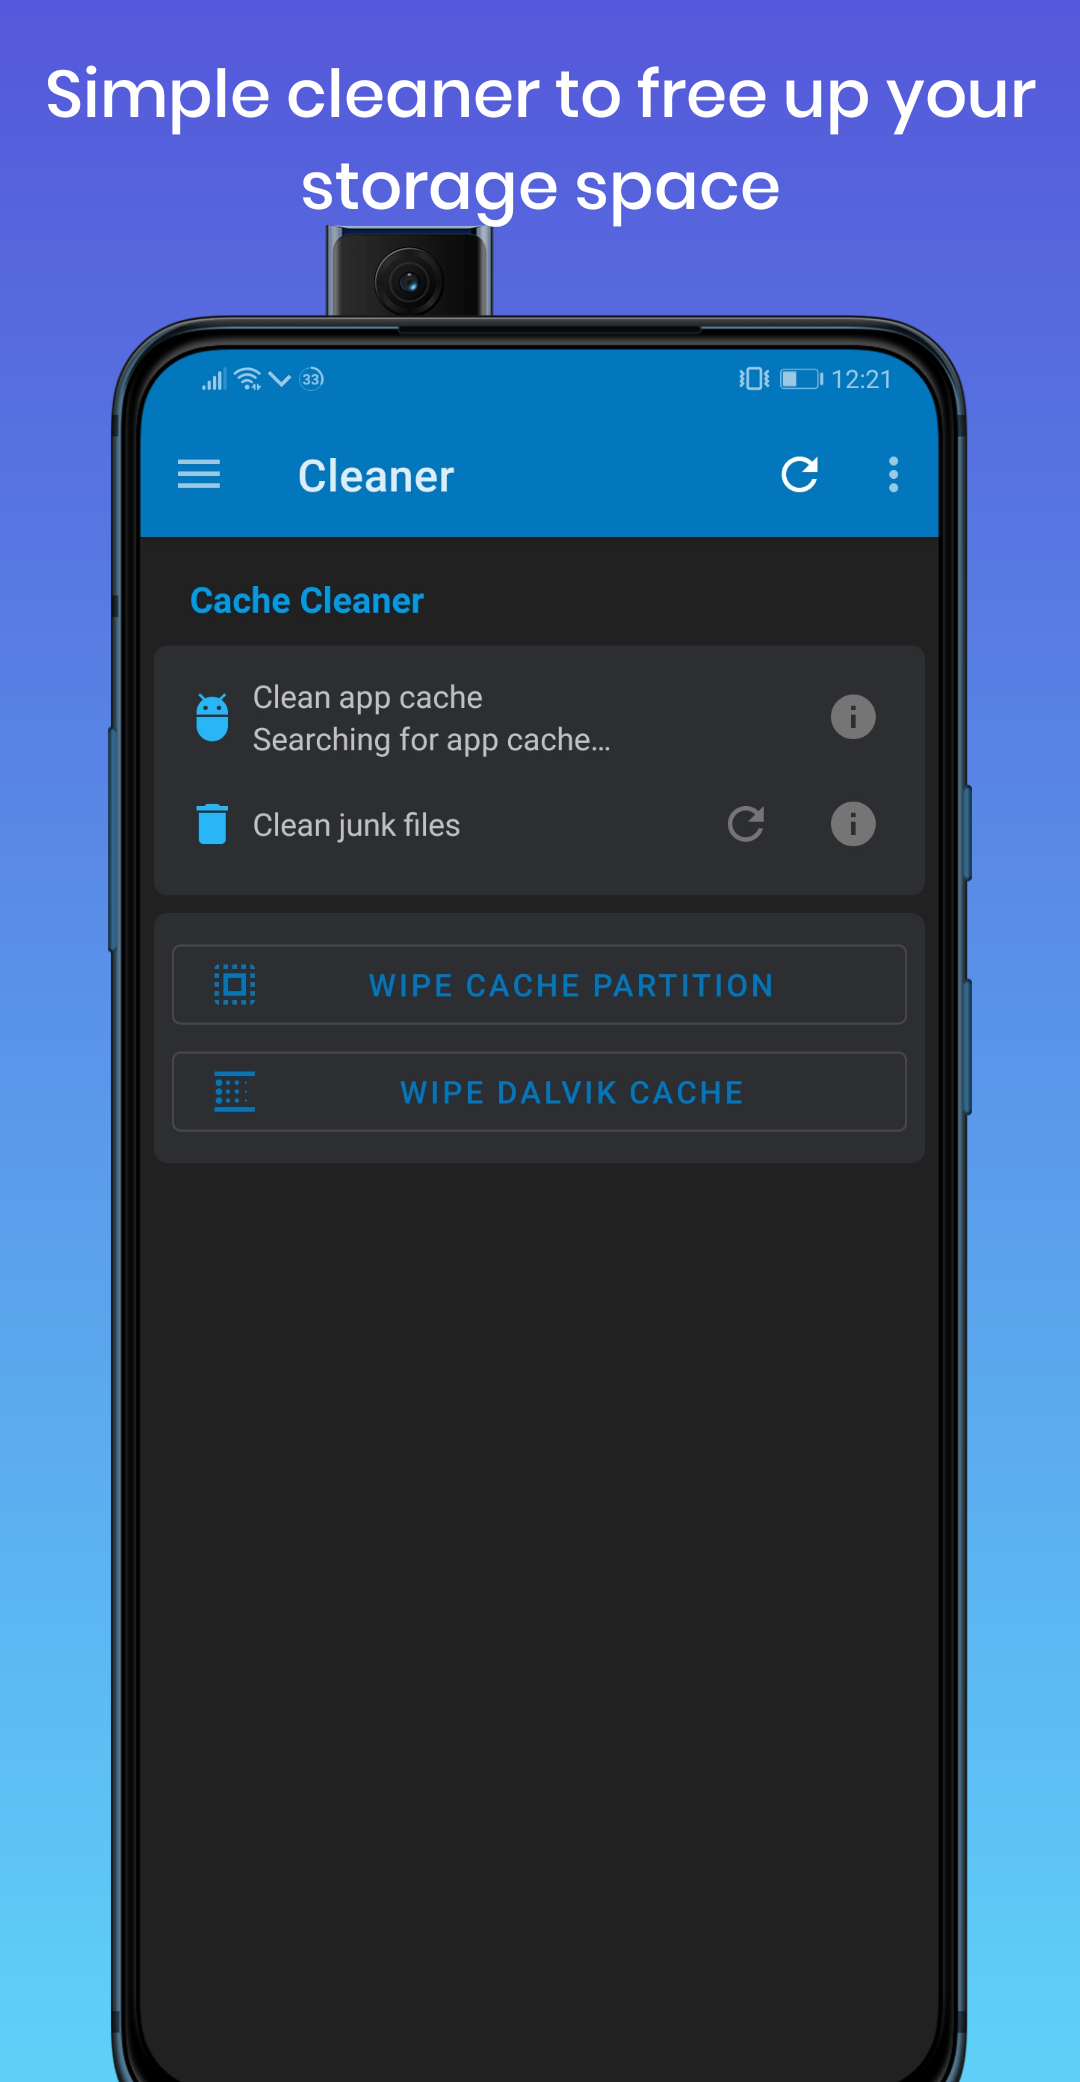 Simple cleaner to free up your
storage space
33
12:21
Cleaner
Cache Cleaner
Clean app cache
Searching for app cache...
Clean junk files
WIPE CACHE PARTITION
WIPE DALVIK CACHE